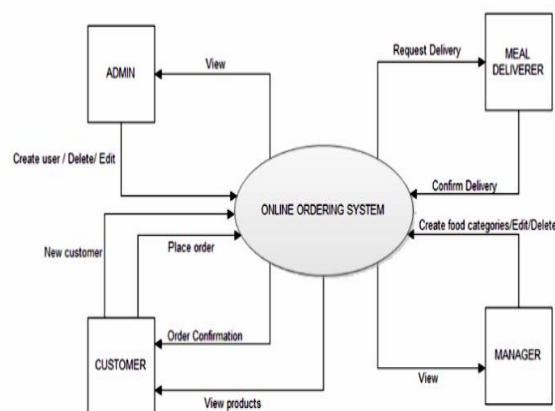 ADMIN
View
Request Delivery
MEAL
DELIVERER
Create user / Delete/ Edit
Confirm Delivery
ONLINE ORDERING SYSTEM
New customer
Place order
Create food categories/Edit/Delete
Order Confirmation
CUSTOMER
View products
View
MANAGER